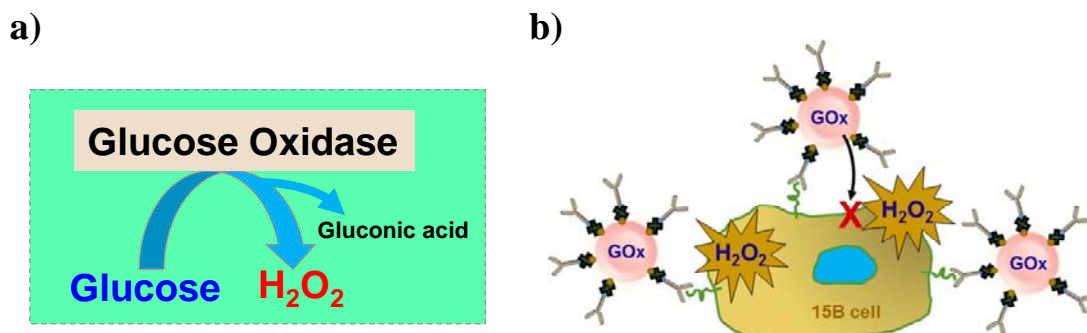 a)
Glucose Oxidase
Gluconic acid
Glucose
H₂O₂
b)
GOx
X
H₂O₂
H₂O₂
GOx
GOx
15B cell